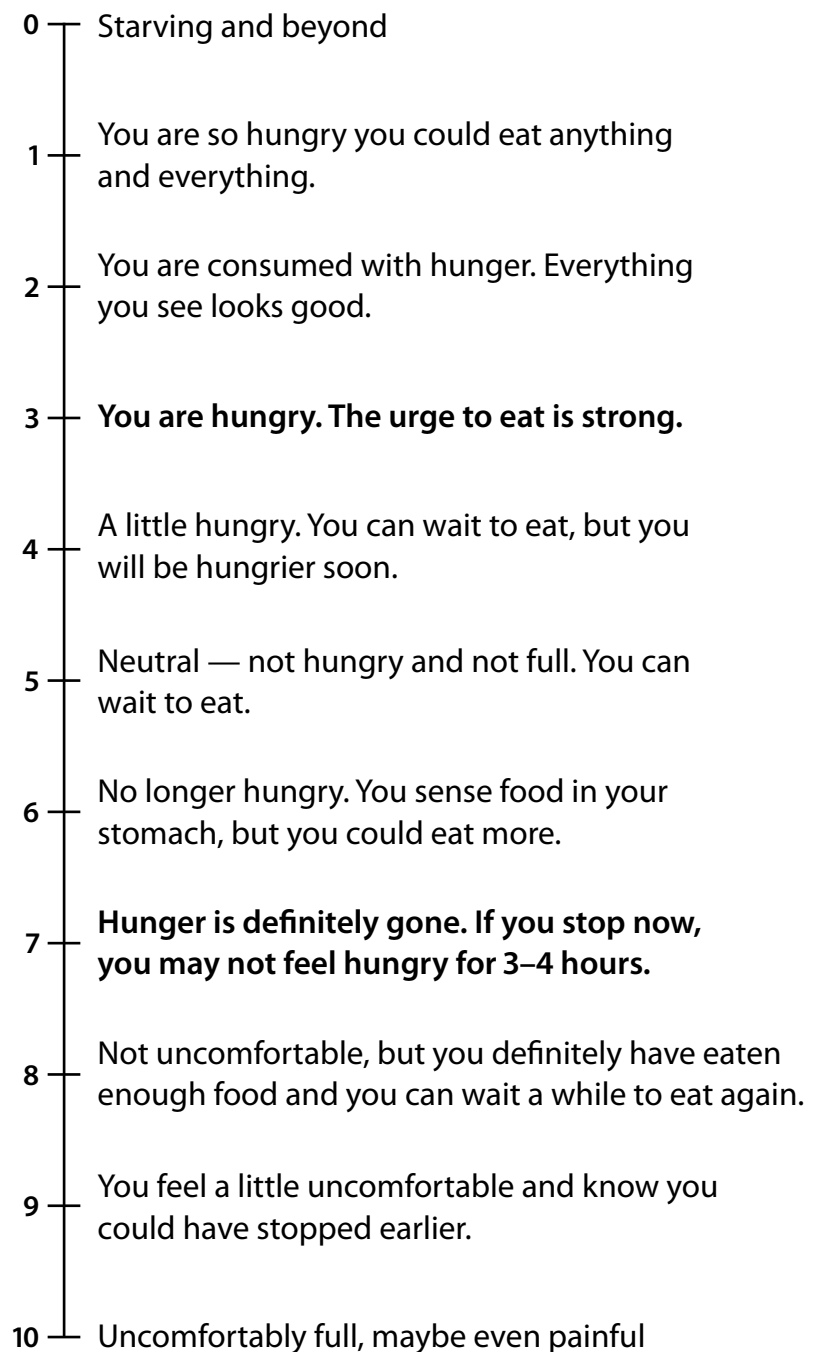 0 Starving and beyond
You are so hungry you could eat anything
1
and everything.
You are consumed with hunger. Everything
2
you see looks good.
3 You are hungry. The urge to eat is strong.
A little hungry. You can wait to eat, but you
4
will be hungrier soon.
Neutral — not hungry and not full. You can
5
wait to eat.
No longer hungry. You sense food in your
6
stomach, but you could eat more.
Hunger is definitely gone. If you stop now,
7
you may not feel hungry for 3–4 hours.
Not uncomfortable, but you definitely have eaten
8
enough food and you can wait a while to eat again.
You feel a little uncomfortable and know you
9
could have stopped earlier.
10 Uncomfortably full, maybe even painful